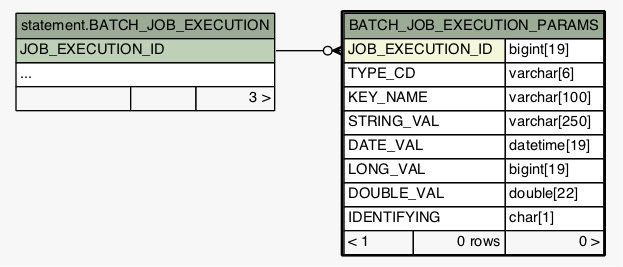 statement.BATCH_JOB_EXECUTION
JOB_EXECUTION_ID
...
3 >
BATCH_JOB_EXECUTION_PARAMS
JOB_EXECUTION_ID bigint[19]
TYPE_CD varchar[6]
KEY_NAME varchar[100]
STRING_VAL varchar[250]
DATE_VAL datetime[19]
LONG_VAL bigint[19]
DOUBLE_VAL double[22]
IDENTIFYING char[1]
< 1 0 rows 0 >